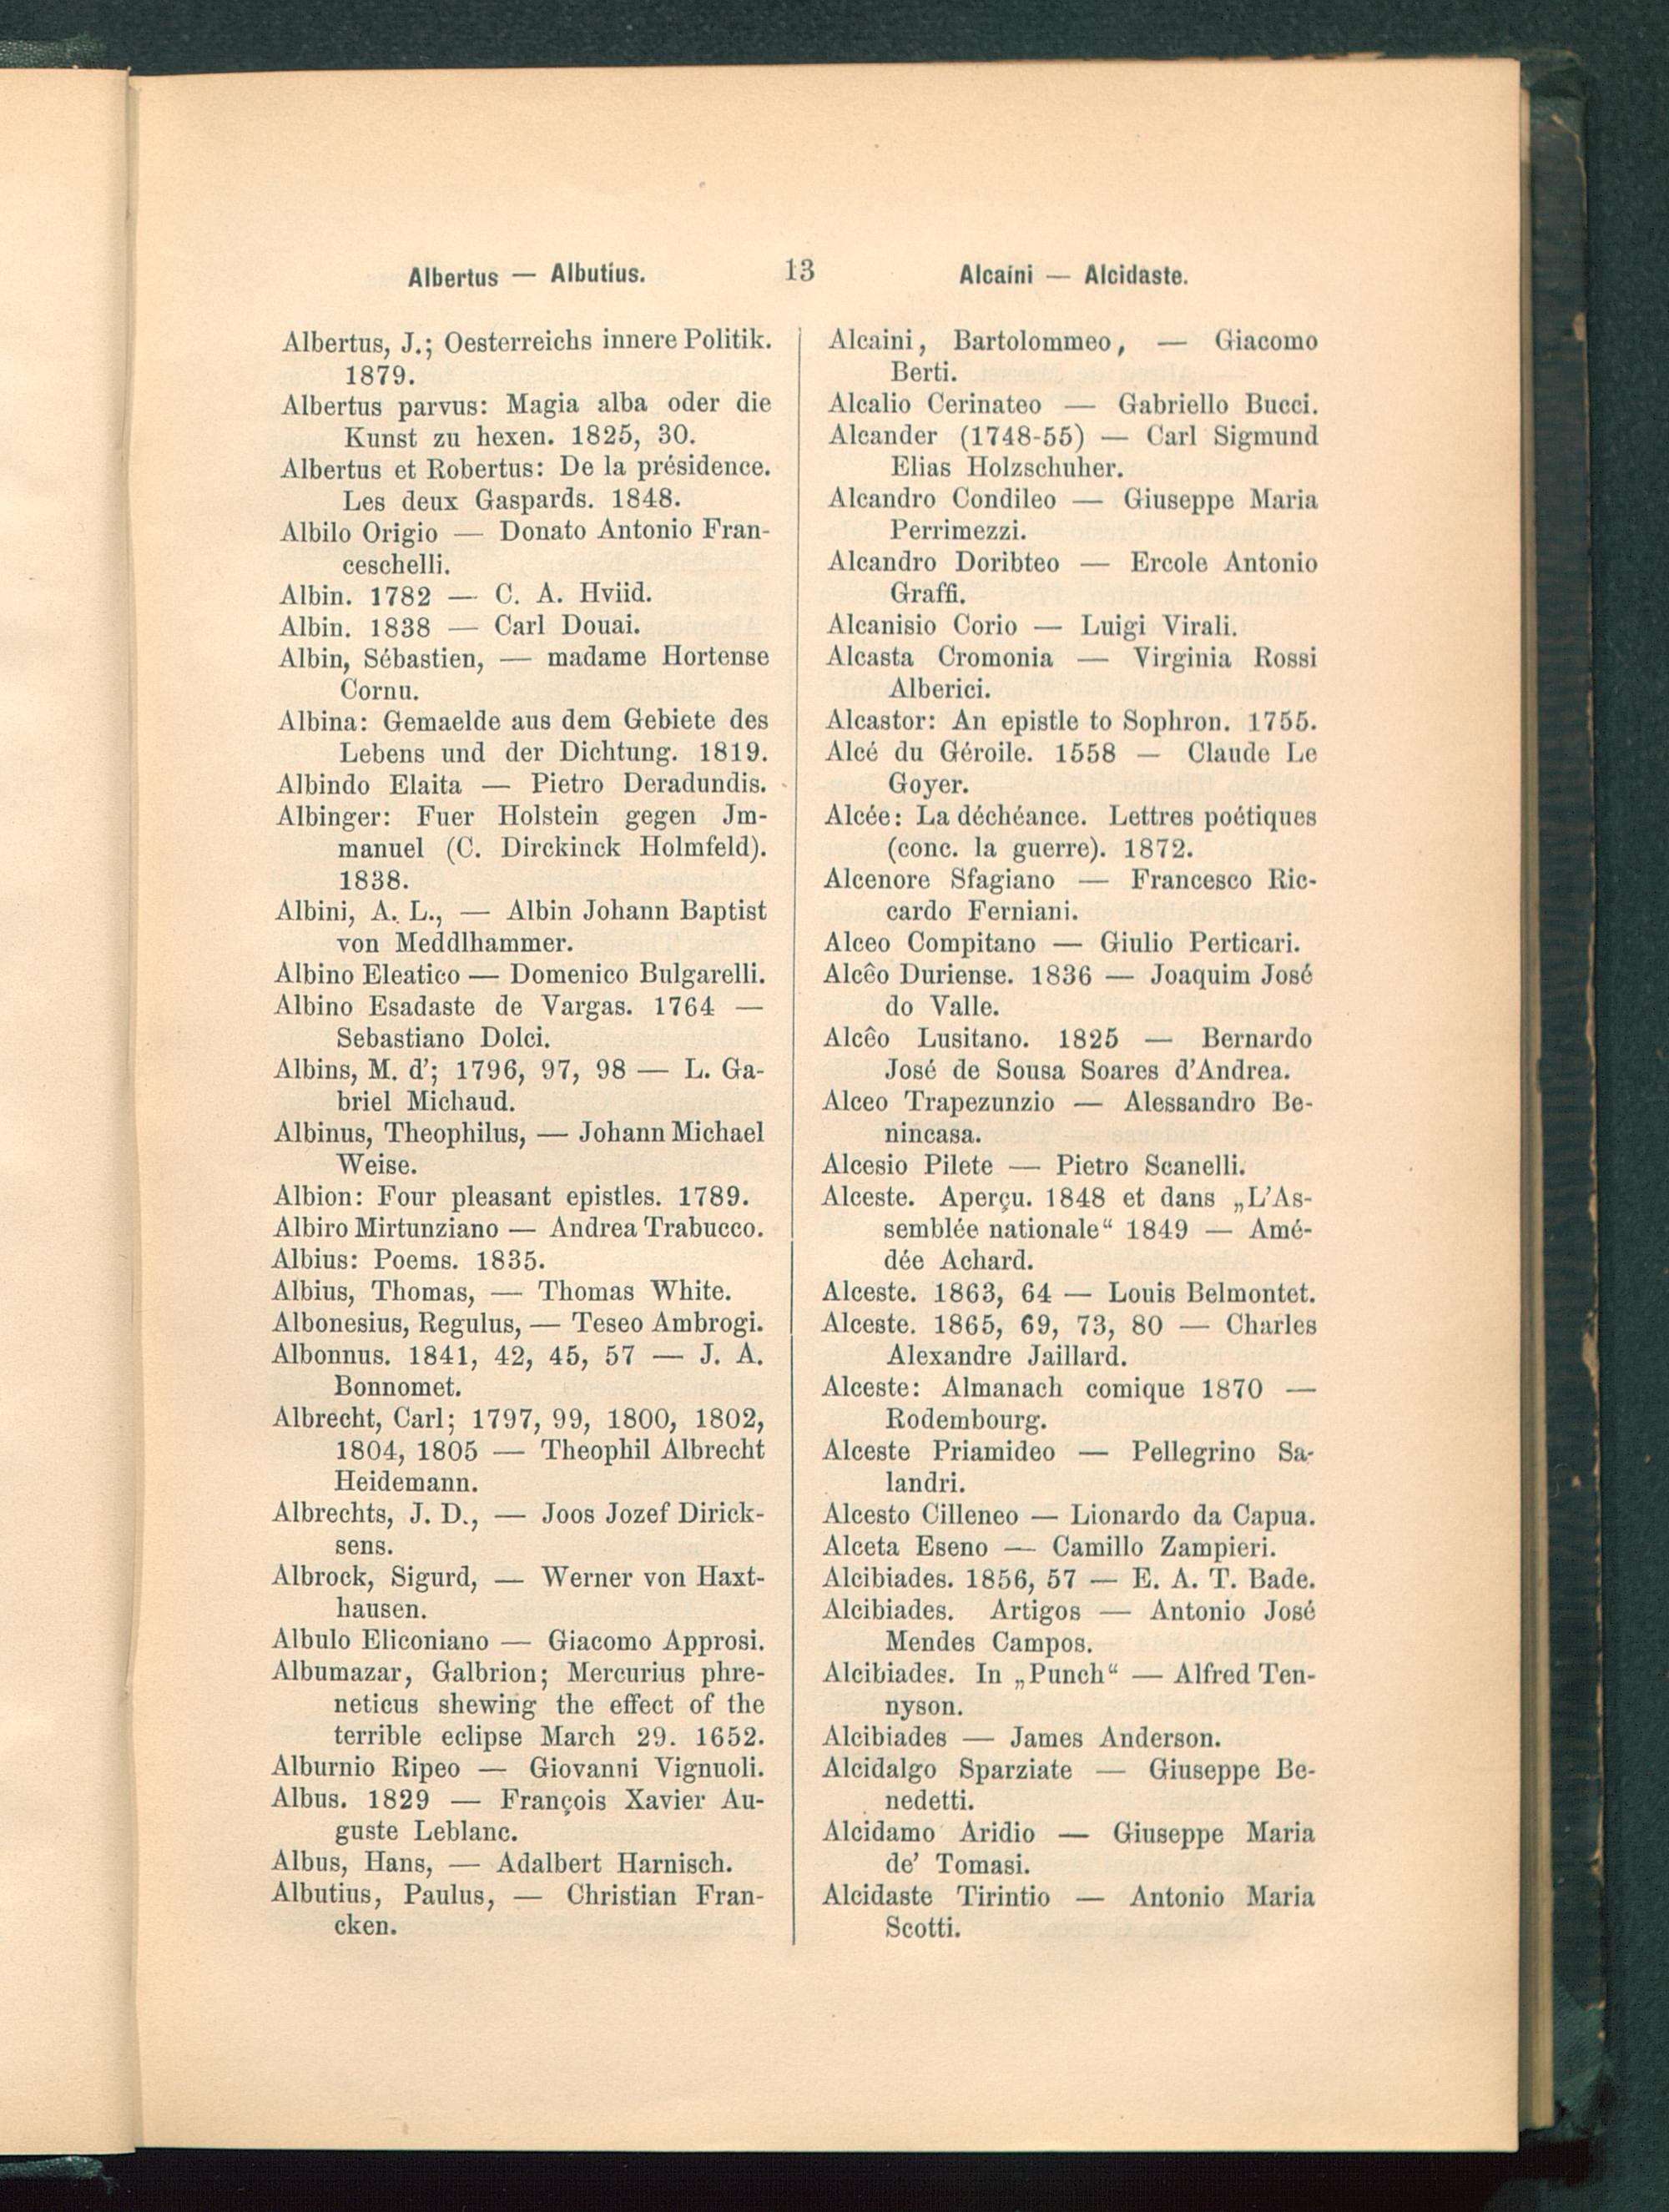 Albertus — Albutius.
13
Alcaini — Alcidaste.
Albertus, J.; Oesterreichs innere Politik.
1879.
Albertus parvus: Magia alba oder die
Kunst zu hexen. 1825, 30.
Albertus et Robertus: De la présidence.
Les deux Gaspards. 1848.
Albilo Origio — Donato Antonio Fran-
ceschelli.
Albin. 1782 — C. A. Hviid.
Albin. 1838 — Carl Douai.
Albin, Sébastien, — madame Hortense
Cornu.
Albina: Gemaelde aus dem Gebiete des
Lebens und der Dichtung. 1819.
Albindo Elaita — Pietro Deradundis.
Albinger: Fuer Holstein gegen Jm-
manuel (C. Dirckinck Holmfeld).
1838.
Albini, A. L., — Albin Johann Baptist
von Meddlhammer.
Albino Eleatico — Domenico Bulgarelli.
Albino Esadaste de Vargas. 1764 —
Sebastiano Dolci.
Albins, M. d'; 1796, 97, 98 — L. Ga-
briel Michaud.
Albinus, Theophilus, — Johann Michael
Weise.
Albion: Four pleasant epistles. 1789.
Albiro Mirtunziano — Andrea Trabucco.
Albius: Poems. 1835.
Albius, Thomas, — Thomas White.
Albonesius, Regulus, — Teseo Ambrogi.
Albonnus. 1841, 42, 45, 57 — J. A.
Bonnomet.
Albrecht, Carl; 1797, 99, 1800, 1802,
1804, 1805 — Theophil Albrecht
Heidemann.
Albrechts, J. D., — Joos Jozef Dirick-
sens.
Albrock, Sigurd, — Werner von Haxt-
hausen.
Albulo Eliconiano — Giacomo Approsi.
Albumazar, Galbrion; Mercurius phre-
neticus shewing the effect of the
terrible eclipse March 29. 1652.
Alburnio Ripeo — Giovanni Vignuoli.
Albus. 1829 — François Xavier Au-
guste Leblanc.
Albus, Hans, — Adalbert Harnisch.
Albutius, Paulus, — Christian Fran-
cken.
Alcaini, Bartolommeo, — Giacomo
Berti.
Alcalio Cerinateo — Gabriello Bucci.
Alcander (1748-55) — Carl Sigmund
Elias Holzschuher.
Alcandro Condileo — Giuseppe Maria
Perrimezzi.
Alcandro Doribteo — Ercole Antonio
Graffi.
Alcanisio Corio — Luigi Virali.
Alcasta Cromonia — Virginia Rossi
Alberici.
Alcastor: An epistle to Sophron. 1755.
Alcé du Géroile. 1558 — Claude Le
Goyer.
Alcée: La déchéance. Lettres poétiques
(conc. la guerre). 1872.
Alcenore Sfagiano — Francesco Ric-
cardo Ferniani.
Alceo Compitano — Giulio Perticari.
Alcêo Duriense. 1836 — Joaquim José
do Valle.
Alcêo Lusitano. 1825 — Bernardo
José de Sousa Soares d'Andrea.
Alceo Trapezunzio — Alessandro Be-
nincasa.
Alcesio Pilete — Pietro Scanelli.
Alceste. Aperçu. 1848 et dans „L'As-
semblée nationale“ 1849 — Amé-
dée Achard.
Alceste. 1863, 64 — Louis Belmontet.
Alceste. 1865, 69, 73, 80 — Charles
Alexandre Jaillard.
Alceste: Almanach comique 1870 —
Rodembourg.
Alceste Priamideo — Pellegrino Sa-
landri.
Alcesto Cilleneo — Lionardo da Capua.
Alceta Eseno — Camillo Zampieri.
Alcibiades. 1856, 57 — E. A. T. Bade.
Alcibiades. Artigos — Antonio José
Mendes Campos.
Alcibiades. In „Punch“ — Alfred Ten-
nyson.
Alcibiades — James Anderson.
Alcidalgo Sparziate — Giuseppe Be-
nedetti.
Alcidamo Aridio — Giuseppe Maria
de' Tomasi.
Alcidaste Tirintio — Antonio Maria
Scotti.